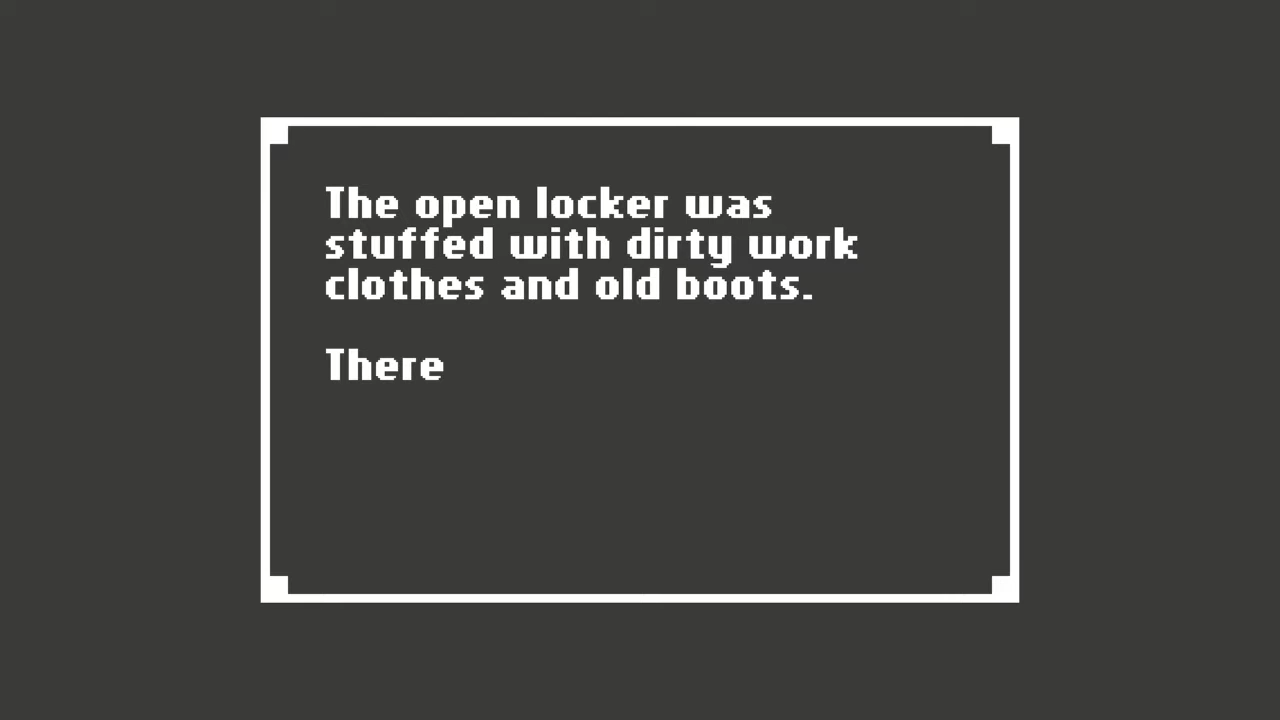 The open locker was
stuffed with dirty work
clothes and old boots.
There